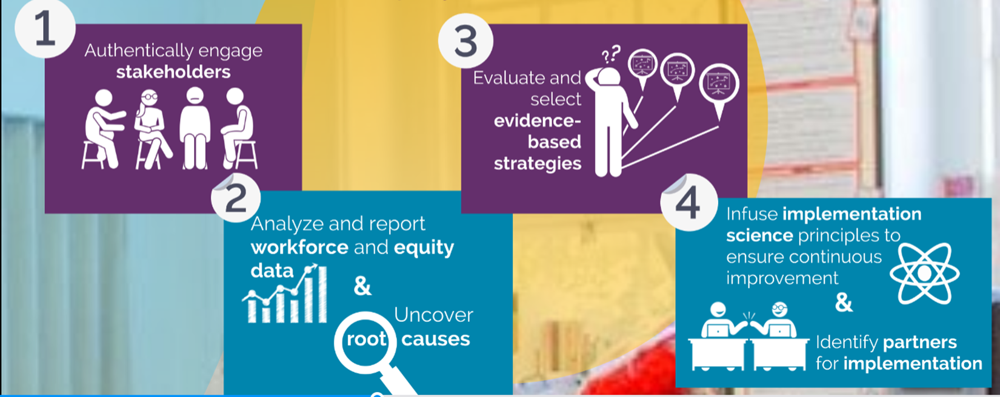 1
Authentically engage
stakeholders
2
Analyze and report
workforce and equity
data
&
Uncover
root causes
3
??
Evaluate and
select
evidence-
based
strategies
4
Infuse implementation
science principles to
ensure continuous
improvement
&
Identify partners
for implementation